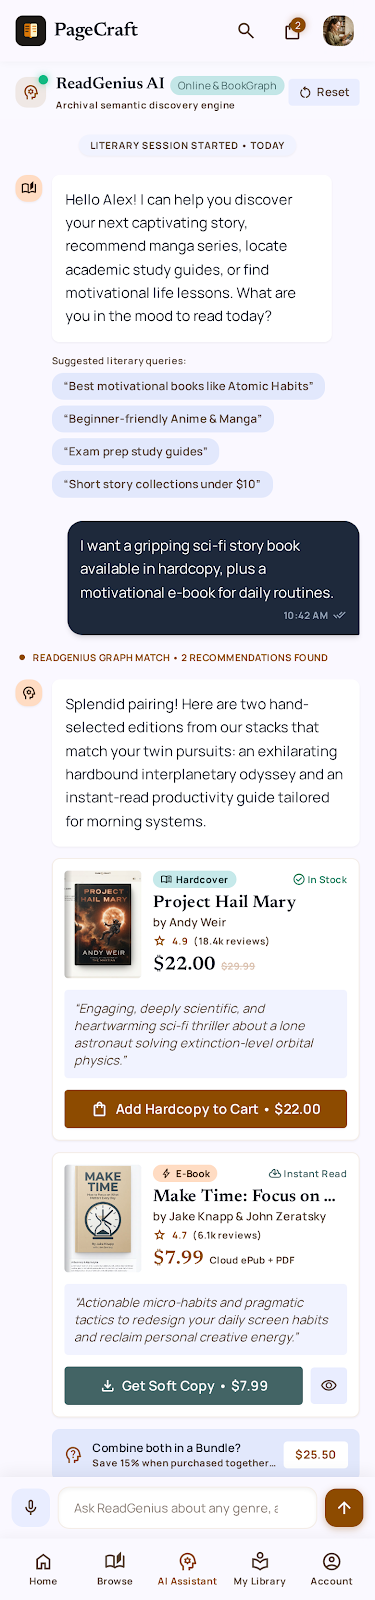 PageCraft
2
ReadGenius AI
Online & BookGraph
Archival semantic discovery engine
Reset
LITERARY SESSION STARTED • TODAY
Hello Alex! I can help you discover
your next captivating story,
recommend manga series, locate
academic study guides, or find
motivational life lessons. What are
you in the mood to read today?
Suggested literary queries:
“Best motivational books like Atomic Habits”
“Beginner-friendly Anime & Manga”
“Exam prep study guides”
“Short story collections under $10”
I want a gripping sci-fi story book
available in hardcopy, plus a
motivational e-book for daily routines.
10:42 AM
READGENIUS GRAPH MATCH • 2 RECOMMENDATIONS FOUND
Splendid pairing! Here are two hand-
selected editions from our stacks that
match your twin pursuits: an exhilarating
hardbound interplanetary odyssey and an
instant-read productivity guide tailored
for morning systems.
PROJECT
HAIL MARY
ANDY WEIR
Hardcover
In Stock
Project Hail Mary
by Andy Weir
4.9 (18.4k reviews)
$22.00 $29.99
“Engaging, deeply scientific, and
heartwarming sci-fi thriller about a lone
astronaut solving extinction-level orbital
physics.”
Add Hardcopy to Cart • $22.00
MAKE
TIME
E-Book
Instant Read
Make Time: Focus on ...
by Jake Knapp & John Zeratsky
4.7 (6.1k reviews)
$7.99 Cloud ePub + PDF
“Actionable micro-habits and pragmatic
tactics to redesign your daily screen habits
and reclaim personal creative energy.”
Get Soft Copy • $7.99
Combine both in a Bundle?
Save 15% when purchased together...
$25.50
Ask ReadGenius about any genre, a
Home
Browse
AI Assistant
My Library
Account